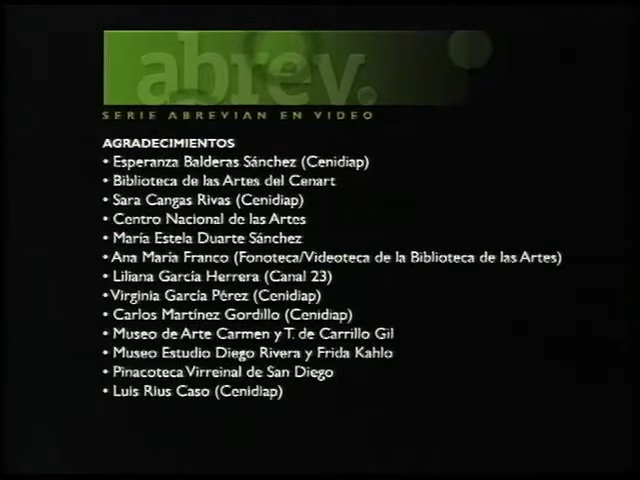 abrev.
SERIE ABREVIAN EN VIDEO
AGRADECIMIENTOS
• Esperanza Balderas Sánchez (Cenidiap)
• Biblioteca de las Artes del Cenart
• Sara Cangas Rivas (Cenidiap)
• Centro Nacional de las Artes
• María Estela Duarte Sánchez
• Ana María Franco (Fonoteca/Videoteca de la Biblioteca de las Artes)
• Liliana García Herrera (Canal 23)
• Virginia García Pérez (Cenidiap)
• Carlos Martínez Gordillo (Cenidiap)
• Museo de Arte Carmen y T. de Carrillo Gil
• Museo Estudio Diego Rivera y Frida Kahlo
• Pinacoteca Virreinal de San Diego
• Luis Rius Caso (Cenidiap)